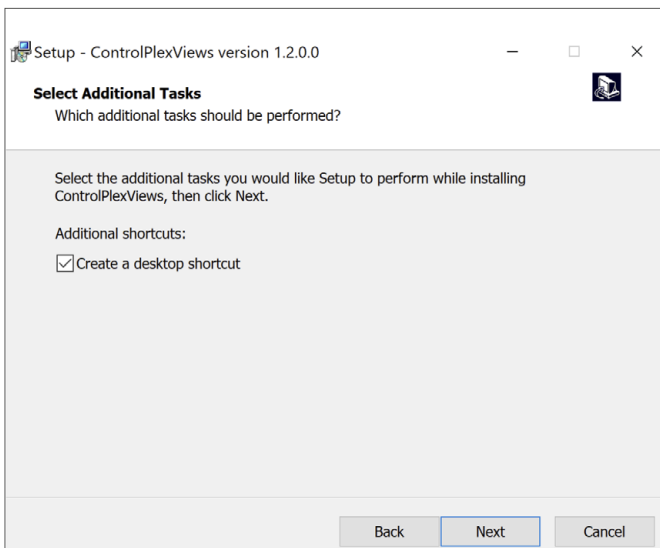 Setup - ControlPlexViews version 1.2.0.0
Select Additional Tasks
Which additional tasks should be performed?
Select the additional tasks you would like Setup to perform while installing
ControlPlexViews, then click Next.
Additional shortcuts:
Create a desktop shortcut
Back Next Cancel